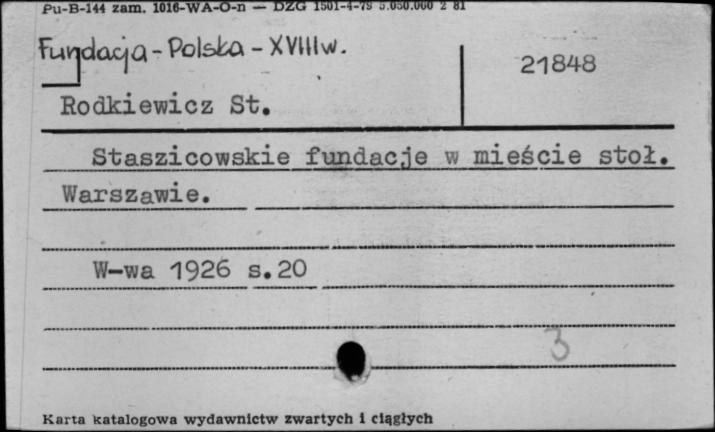 Pu-B-144 zam. 1016-WA-O-n — DZG 1501-4-79 5.050.000 2 81
Fundacja - Polska - XVIIIw.
21848
Rodkiewicz St.
Staszicowskie fundacje w mieście stoł.
Warszawie.
W-wa 1926 s.20
3
Karta katalogowa wydawnictw zwartych i ciągłych